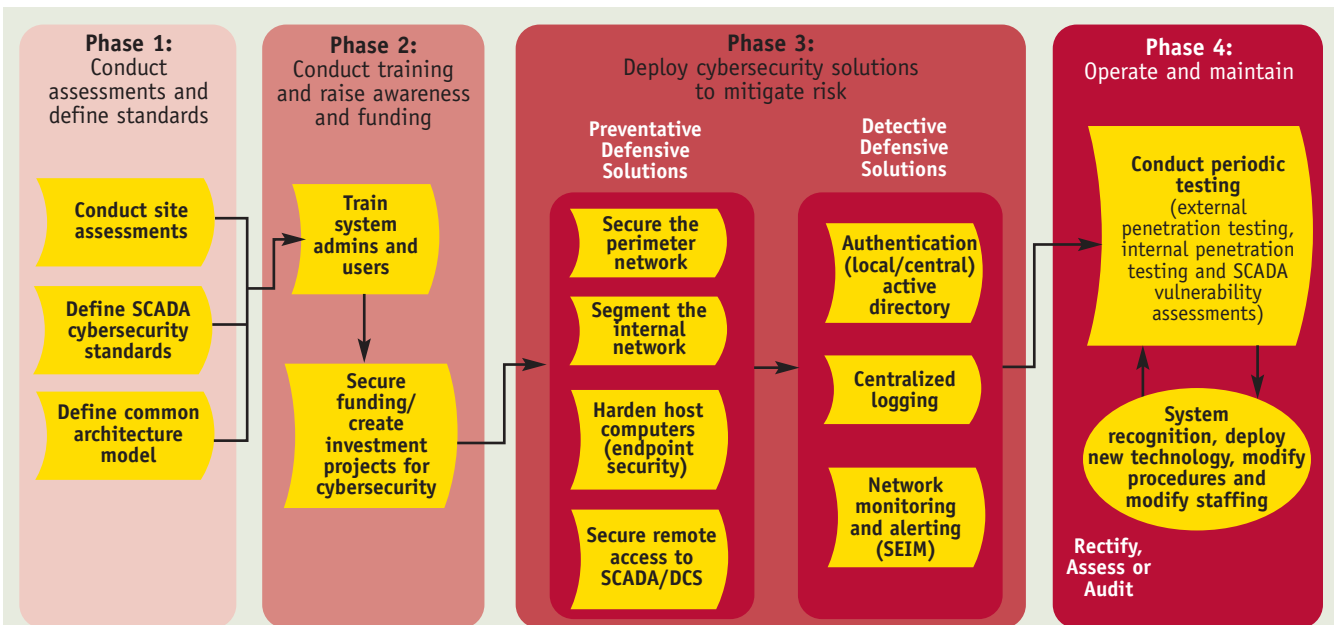 Phase 1:
Conduct
assessments and
define standards
Conduct site
assessments
Define SCADA
cybersecurity
standards
Define common
architecture
model
Phase 2:
Conduct training
and raise awareness
and funding
Train
system
admins and
users
Secure
funding/
create
investment
projects for
cybersecurity
Phase 3:
Deploy cybersecurity solutions
to mitigate risk
Preventative
Defensive
Solutions
Secure the
perimeter
network
Segment the
internal
network
Harden host
computers
(endpoint
security)
Secure remote
access to
SCADA/DCS
Detective
Defensive
Solutions
Authentication
(local/central)
active
directory
Centralized
logging
Network
monitoring
and alerting
(SEIM)
Phase 4:
Operate and maintain
Conduct periodic
testing
(external
penetration testing,
internal penetration
testing and SCADA
vulnerability
assessments)
System
recognition, deploy
new technology, modify
procedures and
modify staffing
Rectify,
Assess or
Audit